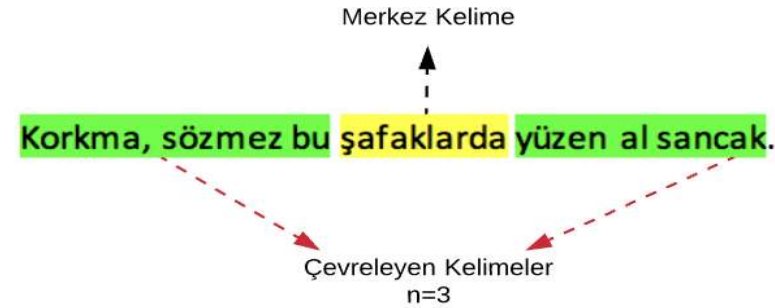 Merkez Kelime
Korkma, sözmez bu şafaklarda yüzen al sancak.
Çevreleyen Kelimeler
n=3